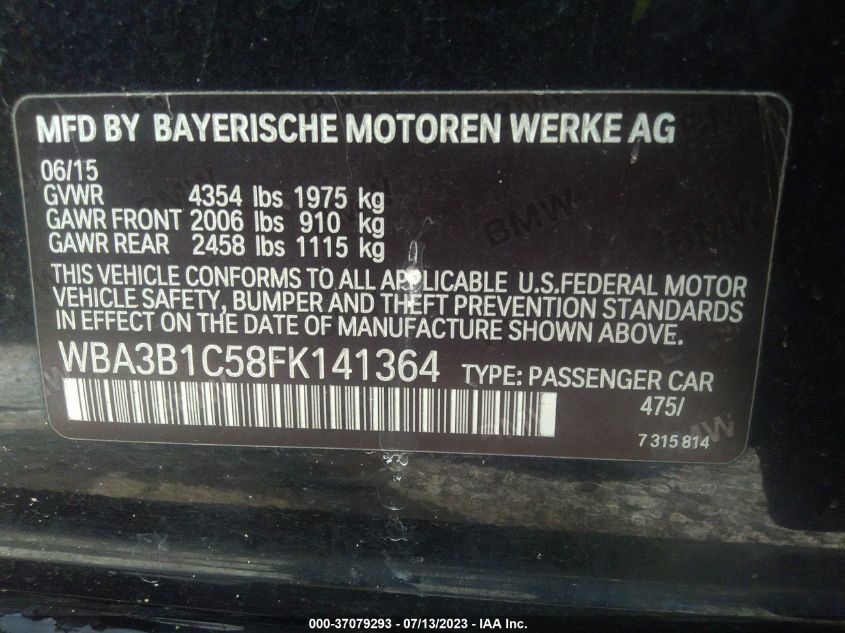 MFD BY BAYERISCHE MOTOREN WERKE AG
06/15
GVWR 4354 lbs 1975 kg
GAWR FRONT 2006 lbs 910 kg
GAWR REAR 2458 lbs 1115 kg
THIS VEHICLE CONFORMS TO ALL APPLICABLE U.S.FEDERAL MOTOR
VEHICLE SAFETY, BUMPER AND THEFT PREVENTION STANDARDS
IN EFFECT ON THE DATE OF MANUFACTURE SHOWN ABOVE.
WBA3B1C58FK141364 TYPE: PASSENGER CAR
475/
7 315 814
BMW
000-37079293 - 07/13/2023 - IAA Inc.